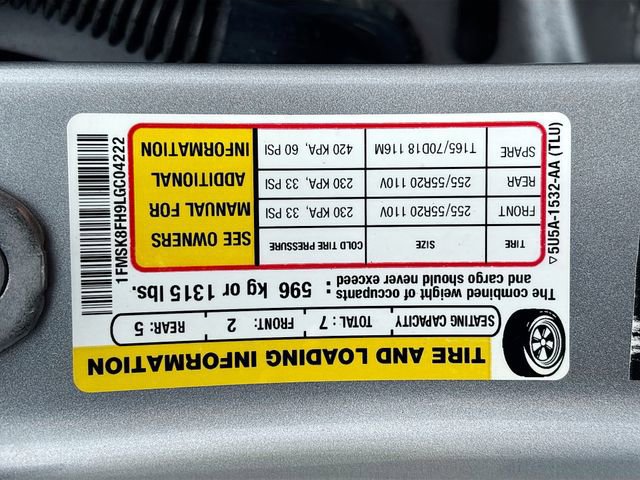 TIRE AND LOADING INFORMATION
SEATING CAPACITY TOTAL : 7 FRONT: 2 REAR: 5
The combined weight of occupants
and cargo should never exceed : 596 kg or 1315 lbs.
TIRE SIZE COLD TIRE PRESSURE SEE OWNERS
FRONT 255/55R20 110V 230 KPA, 33 PSI MANUAL FOR
REAR 255/55R20 110V 230 KPA, 33 PSI ADDITIONAL
SPARE T165/70D18 116M 420 KPA, 60 PSI INFORMATION
▽5U5A-1532-AA (TLU)
1FMSK8FH9LGC04222